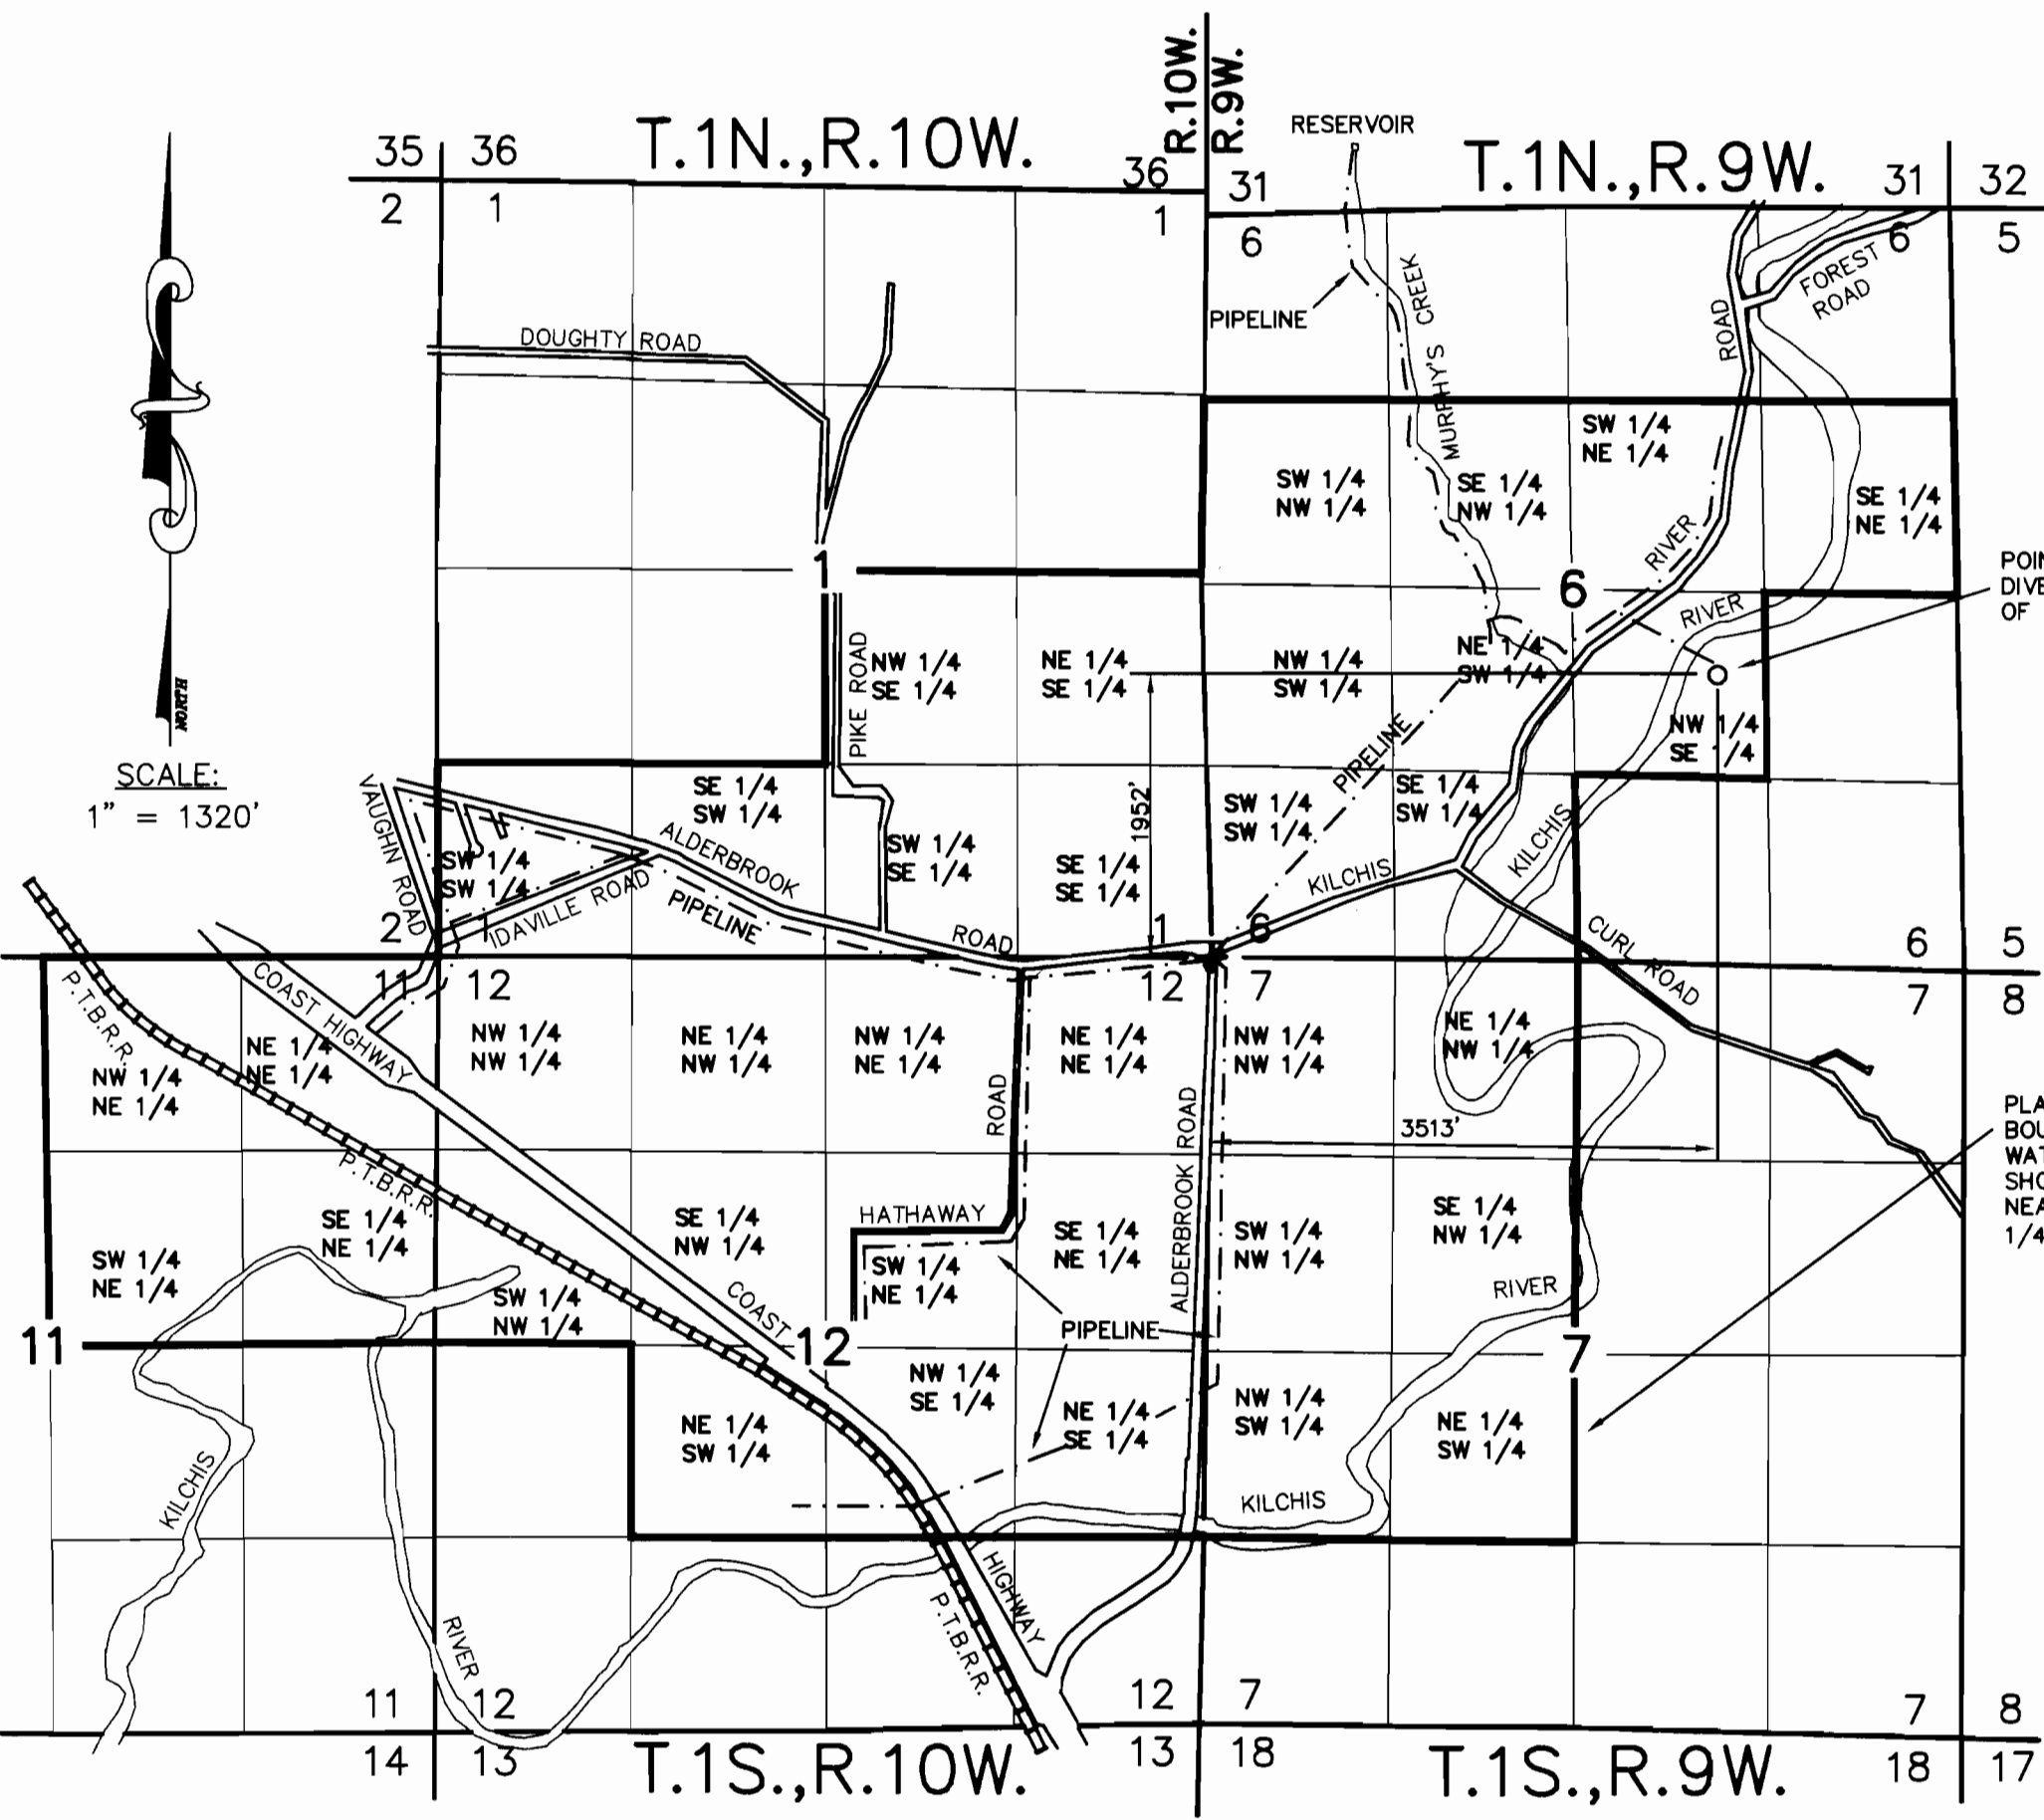 R.10W.
R.9W.
RESERVOIR
T.1N.,R.10W.
T.1N.,R.9W.
35
36
36
31
31
32
2
1
1
6
6
5
FOREST
ROAD
PIPELINE
MURPHY'S CREEK
ROAD
DOUGHTY ROAD
SW 1/4
NE 1/4
SW 1/4
NW 1/4
SE 1/4
NW 1/4
SE 1/4
NE 1/4
RIVER
1
6
POIN
DIVE
OF
RIVER
NORTH
SCALE:
1" = 1320'
PIKE ROAD
NW 1/4
SE 1/4
NE 1/4
SE 1/4
NW 1/4
SW 1/4
NE 1/4
SW 1/4
NW 1/4
SE 1/4
PIPELINE
1952'
VAUGHN ROAD
SE 1/4
SW 1/4
SW 1/4
SW 1/4
SE 1/4
SW 1/4
KILCHIS
ALDERBROOK
SW 1/4
SE 1/4
SE 1/4
SE 1/4
SW 1/4
SW 1/4
KILCHIS
IDAVILLE ROAD
PIPELINE
ROAD
CURL ROAD
2
1
6
6
5
11
12
12
7
7
8
P.T.B.R.R.
COAST HIGHWAY
NW 1/4
NE 1/4
NE 1/4
NE 1/4
NW 1/4
NW 1/4
NE 1/4
NW 1/4
NW 1/4
NE 1/4
NE 1/4
NE 1/4
NW 1/4
NW 1/4
NE 1/4
NW 1/4
ROAD
ALDERBROOK ROAD
3513'
PLA
BOU
WAT
SHO
NEA
1/4
P.T.B.R.R.
SW 1/4
NE 1/4
SE 1/4
NE 1/4
SW 1/4
NW 1/4
SE 1/4
NW 1/4
HATHAWAY
SW 1/4
NE 1/4
SE 1/4
NE 1/4
SW 1/4
NW 1/4
SE 1/4
NW 1/4
RIVER
COAST
PIPELINE
11
12
7
NE 1/4
SW 1/4
NW 1/4
SE 1/4
NE 1/4
SE 1/4
NW 1/4
SW 1/4
NE 1/4
SW 1/4
KILCHIS
KILCHIS
HIGHWAY
P.T.B.R.R.
RIVER
11
12
12
7
7
8
14
13
13
18
18
17
T.1S.,R.10W.
T.1S.,R.9W.